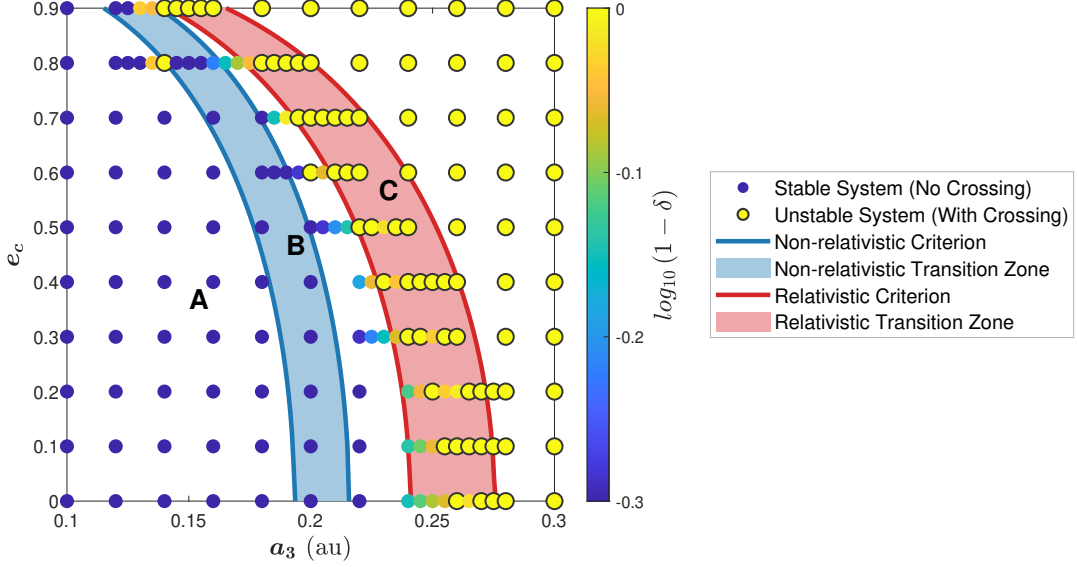 0.9
0.8
0.7
0.6
0.5
0.4
0.3
0.2
0.1
0
e_c
0.1 0.15 0.2 0.25 0.3
a_3 (au)
A
B
C
0
-0.1
-0.2
-0.3
log_{10} (1 − δ)
Stable System (No Crossing)
Unstable System (With Crossing)
Non-relativistic Criterion
Non-relativistic Transition Zone
Relativistic Criterion
Relativistic Transition Zone